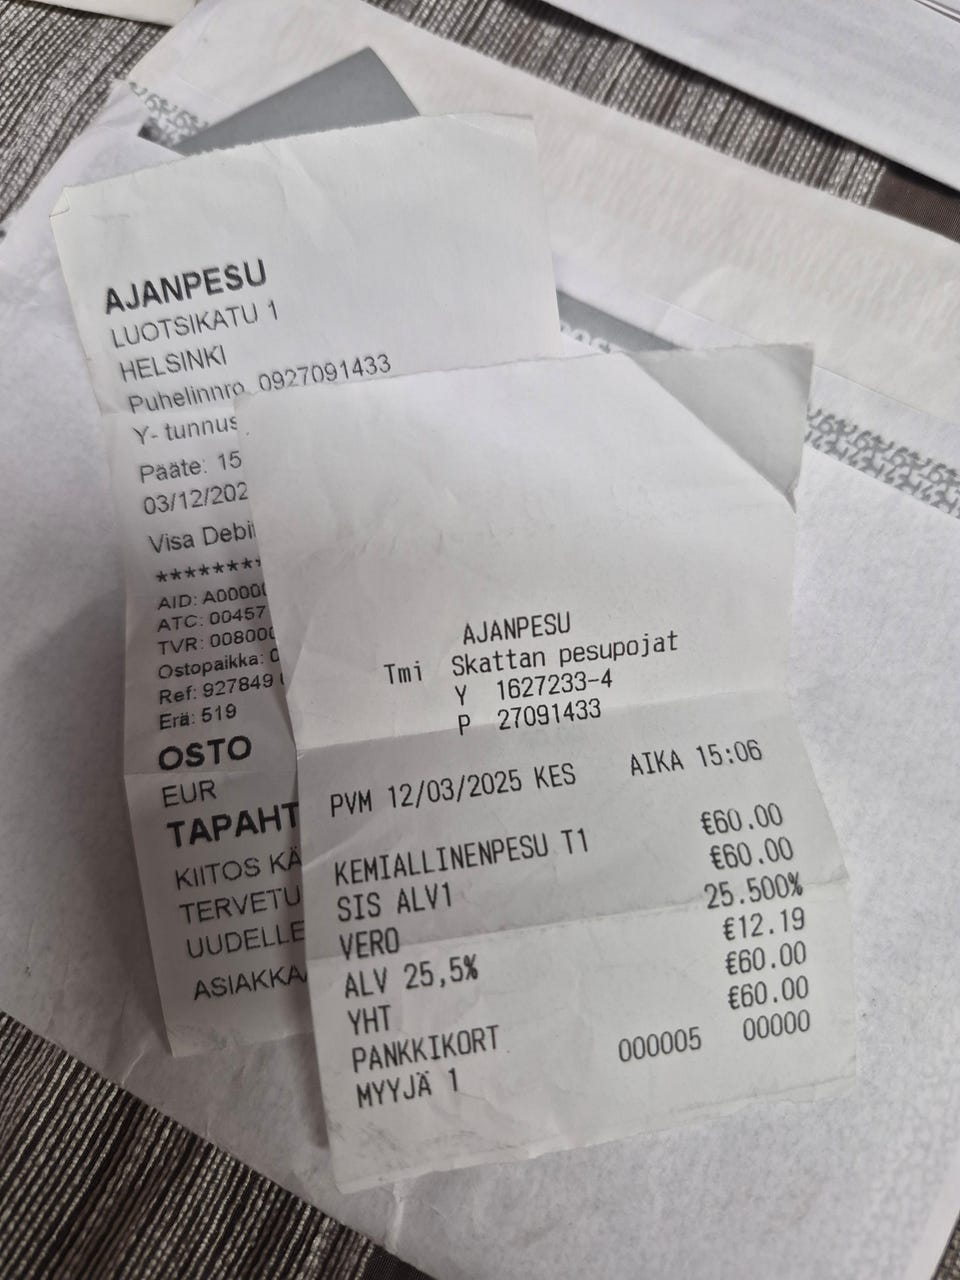 AJANPESU
LUOTSIKATU 1
HELSINKI
Puhelinnro 0927091433
Y- tunnus
Pääte: 15
03/12/202
Visa Debi
********
AID: A0000
ATC: 00457
TVR: 00800
Ostopaikka:
Ref: 927849
Erä: 519
OSTO
EUR
TAPAHT
KIITOS KÄ
TERVETU
UUDELLE
ASIAKKA
AJANPESU
Tmi Skattan pesupojat
Y 1627233-4
P 27091433
PVM 12/03/2025 KES AIKA 15:06
KEMIALLINENPESU T1 €60.00
SIS ALV1 €60.00
VERO 25.500%
ALV 25,5% €12.19
YHT €60.00
PANKKIKORT €60.00
MYYJÄ 1 000005 00000